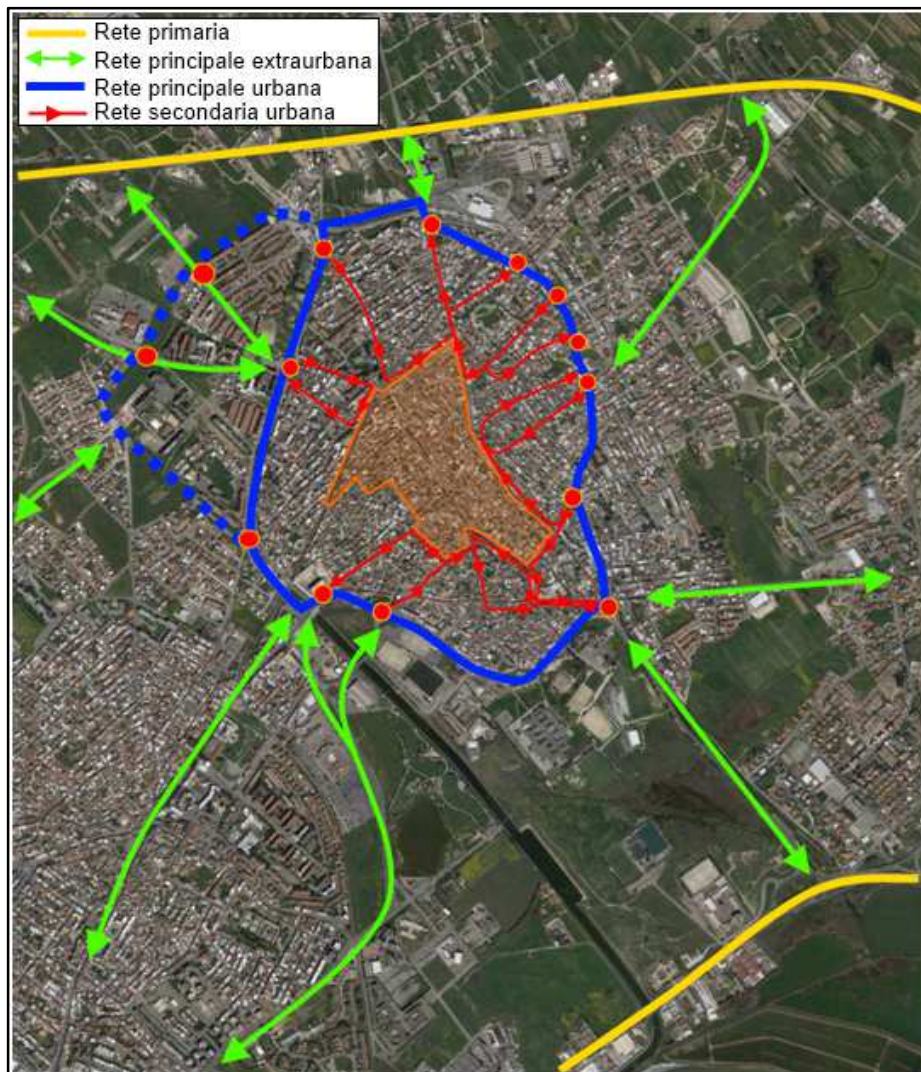 Rete primaria
Rete principale extraurbana
Rete principale urbana
Rete secondaria urbana